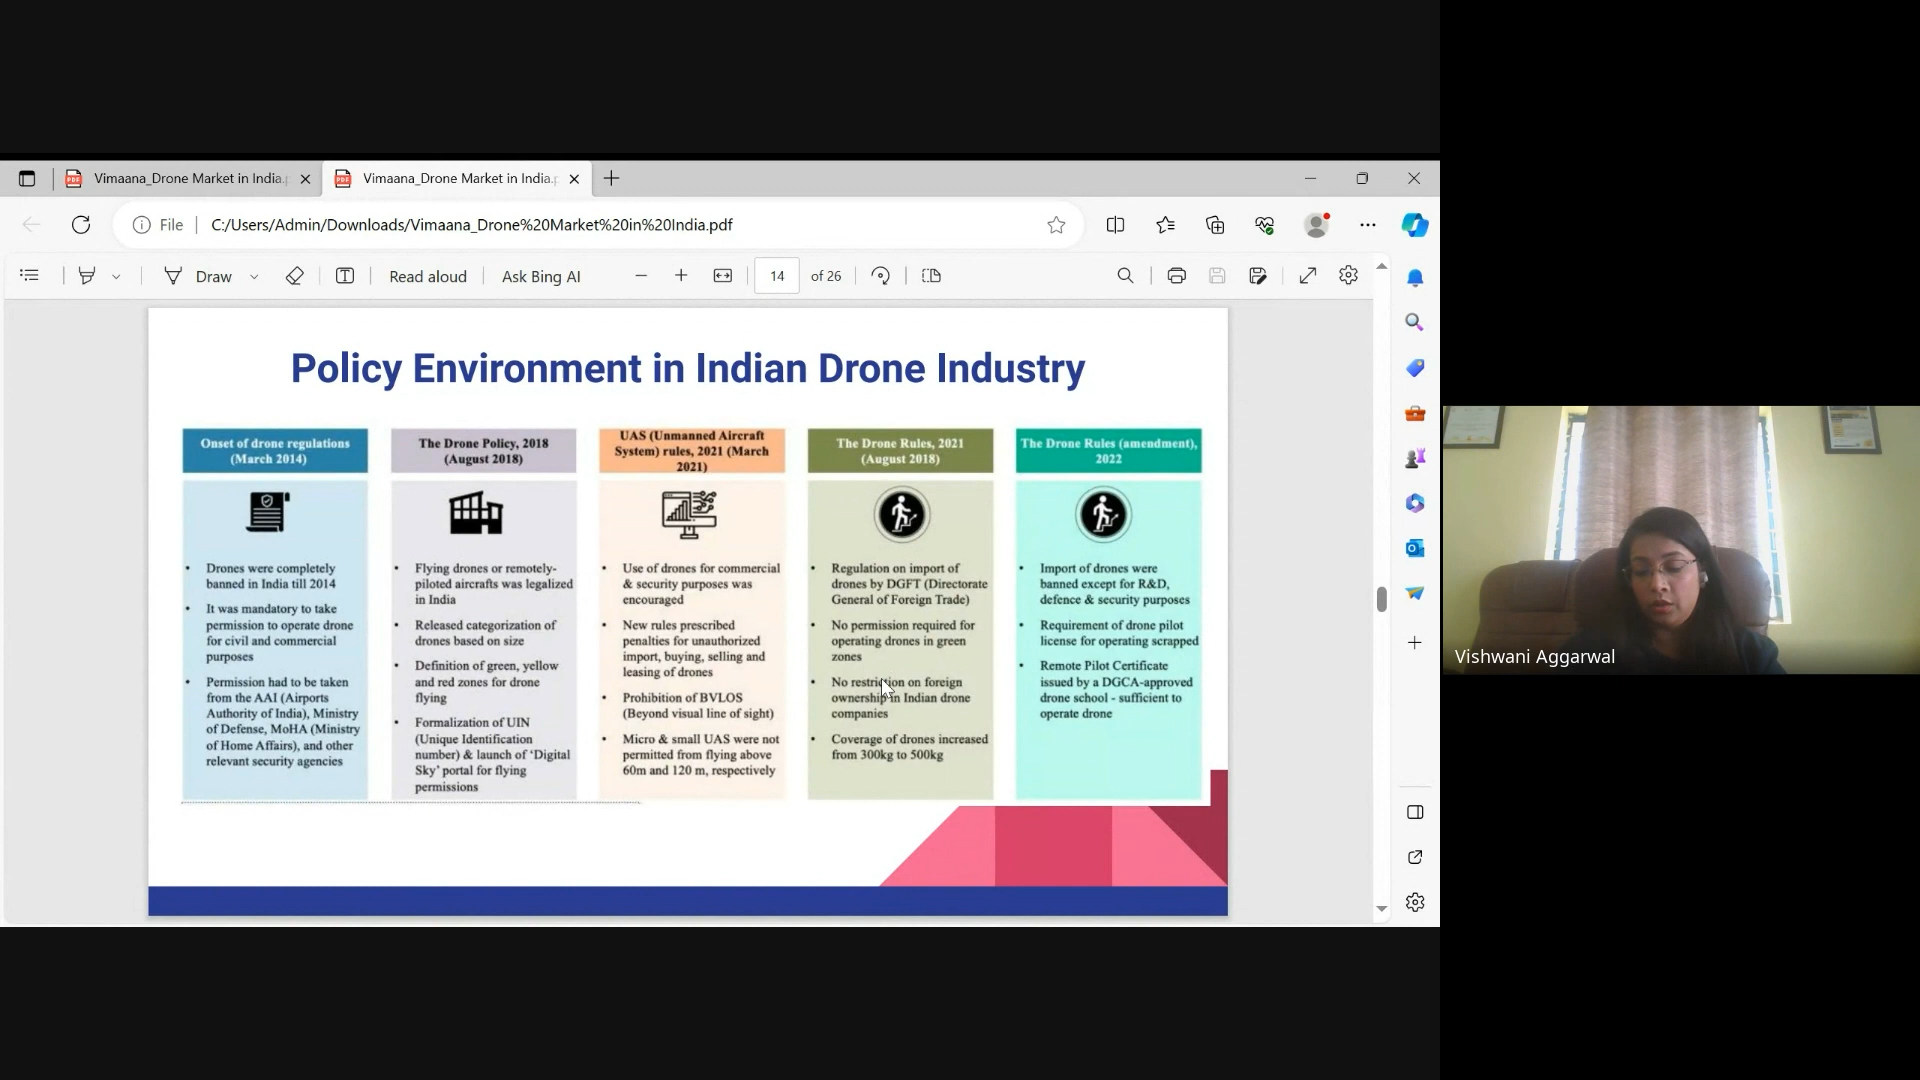 Vimaana_Drone Market in India.p
Vimaana_Drone Market in India.p
File
C:/Users/Admin/Downloads/Vimaana_Drone%20Market%20in%20India.pdf
Draw
Read aloud
Ask Bing AI
14
of 26
Policy Environment in Indian Drone Industry
Onset of drone regulations
(March 2014)
Drones were completely
banned in India till 2014
It was mandatory to take
permission to operate drone
for civil and commercial
purposes
Permission had to be taken
from the AAI (Airports
Authority of India), Ministry
of Defense, MoHA (Ministry
of Home Affairs), and other
relevant security agencies
The Drone Policy, 2018
(August 2018)
Flying drones or remotely-
piloted aircrafts was legalized
in India
Released categorization of
drones based on size
Definition of green, yellow
and red zones for drone
flying
Formalization of UIN
(Unique Identification
number) & launch of ‘Digital
Sky’ portal for flying
permissions
UAS (Unmanned Aircraft
System) rules, 2021 (March
2021)
Use of drones for commercial
& security purposes was
encouraged
New rules prescribed
penalties for unauthorized
import, buying, selling and
leasing of drones
Prohibition of BVLOS
(Beyond visual line of sight)
Micro & small UAS were not
permitted from flying above
60m and 120 m, respectively
The Drone Rules, 2021
(August 2018)
Regulation on import of
drones by DGFT (Directorate
General of Foreign Trade)
No permission required for
operating drones in green
zones
No restriction on foreign
ownership in Indian drone
companies
Coverage of drones increased
from 300kg to 500kg
The Drone Rules (amendment),
2022
Import of drones were
banned except for R&D,
defence & security purposes
Requirement of drone pilot
license for operating scrapped
Remote Pilot Certificate
issued by a DGCA-approved
drone school - sufficient to
operate drone
Vishwani Aggarwal